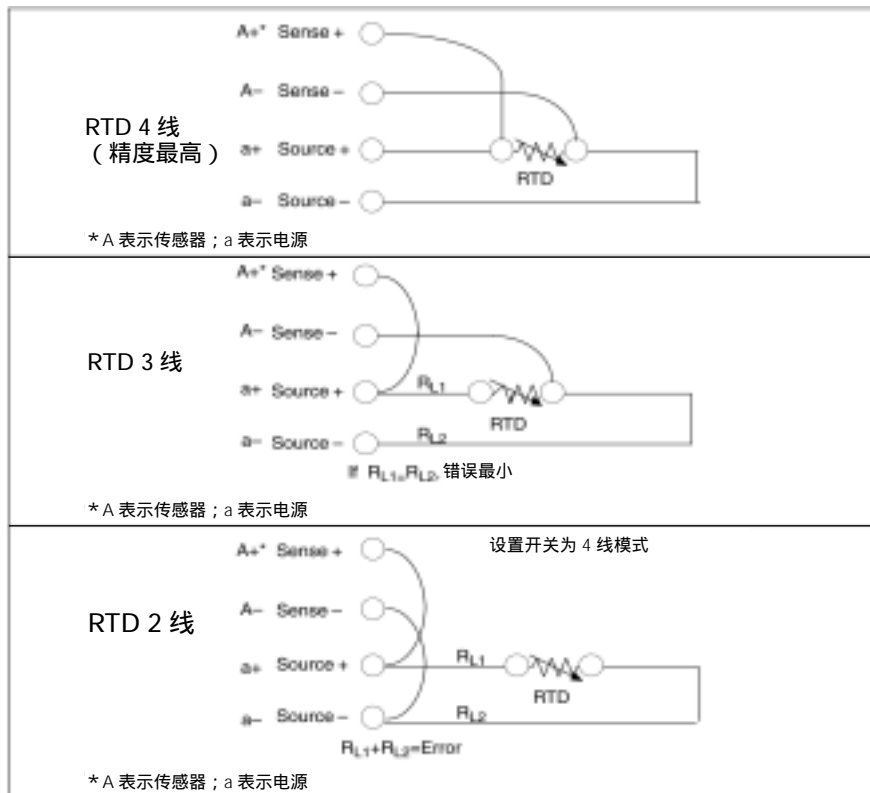 A+* Sense +
A− Sense −
RTD 4 线
（精度最高）
a+ Source +
RTD
a− Source −
*A 表示传感器；a 表示电源
A+* Sense +
A− Sense −
RTD 3 线
a+ Source +
RL1
RTD
a− Source −
RL2
If RL1=RL2, 错误最小
*A 表示传感器；a 表示电源
A+* Sense +
设置开关为 4 线模式
A− Sense −
RTD 2 线
a+ Source +
RL1
RTD
a− Source −
RL2
RL1+RL2=Error
*A 表示传感器；a 表示电源